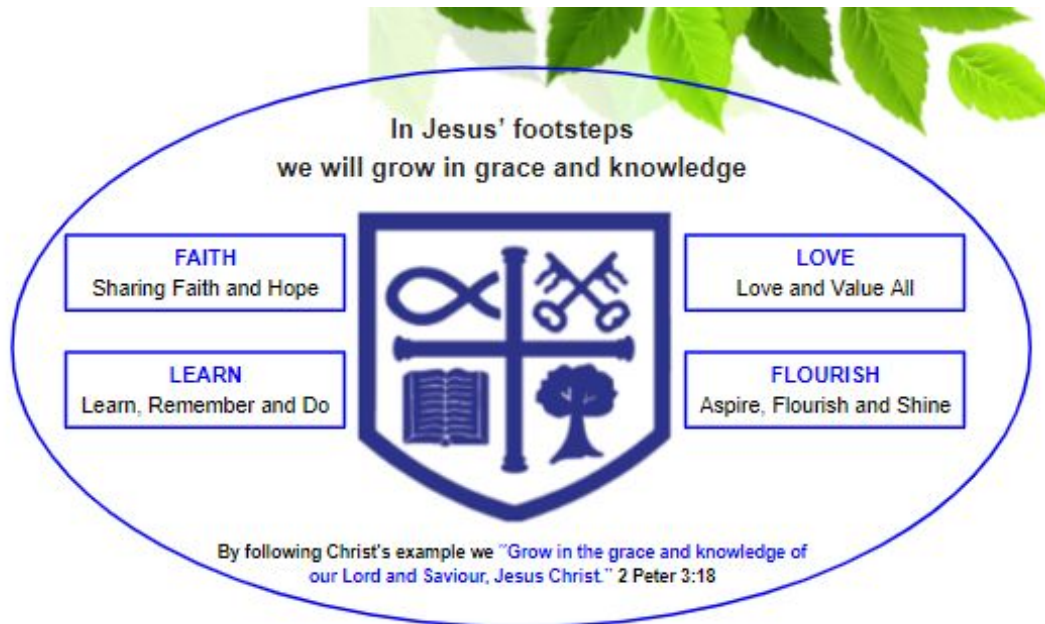 In Jesus' footsteps
we will grow in grace and knowledge
FAITH
Sharing Faith and Hope
LOVE
Love and Value All
LEARN
Learn, Remember and Do
FLOURISH
Aspire, Flourish and Shine
By following Christ's example we "Grow in the grace and knowledge of
our Lord and Saviour, Jesus Christ." 2 Peter 3:18